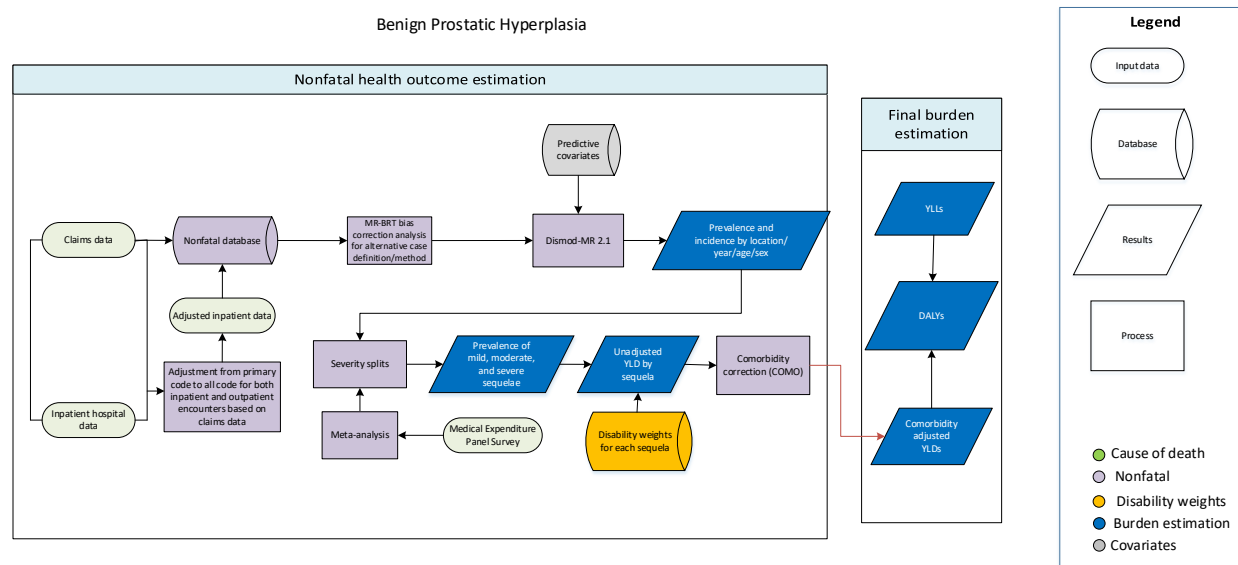 Benign Prostatic Hyperplasia
Nonfatal health outcome estimation
Predictive
covariates
Claims data
Nonfatal database
MR-BRT bias
correction analysis
for alternative case
definition/method
Dismod-MR 2.1
Prevalence and
incidence by location/
year/age/sex
Adjusted inpatient data
Adjustment from primary
code to all code for both
inpatient and outpatient
encounters based on
claims data
Inpatient hospital
data
Severity splits
Prevalence of
mild, moderate,
and severe
sequelae
Unadjusted
YLD by
sequela
Comorbidity
correction (COMO)
Meta-analysis
Medical Expenditure
Panel Survey
Disability weights
for each sequela
Final burden
estimation
YLLs
DALYs
Comorbidity
adjusted
YLDs
Legend
Input data
Database
Results
Process
Cause of death
Nonfatal
Disability weights
Burden estimation
Covariates